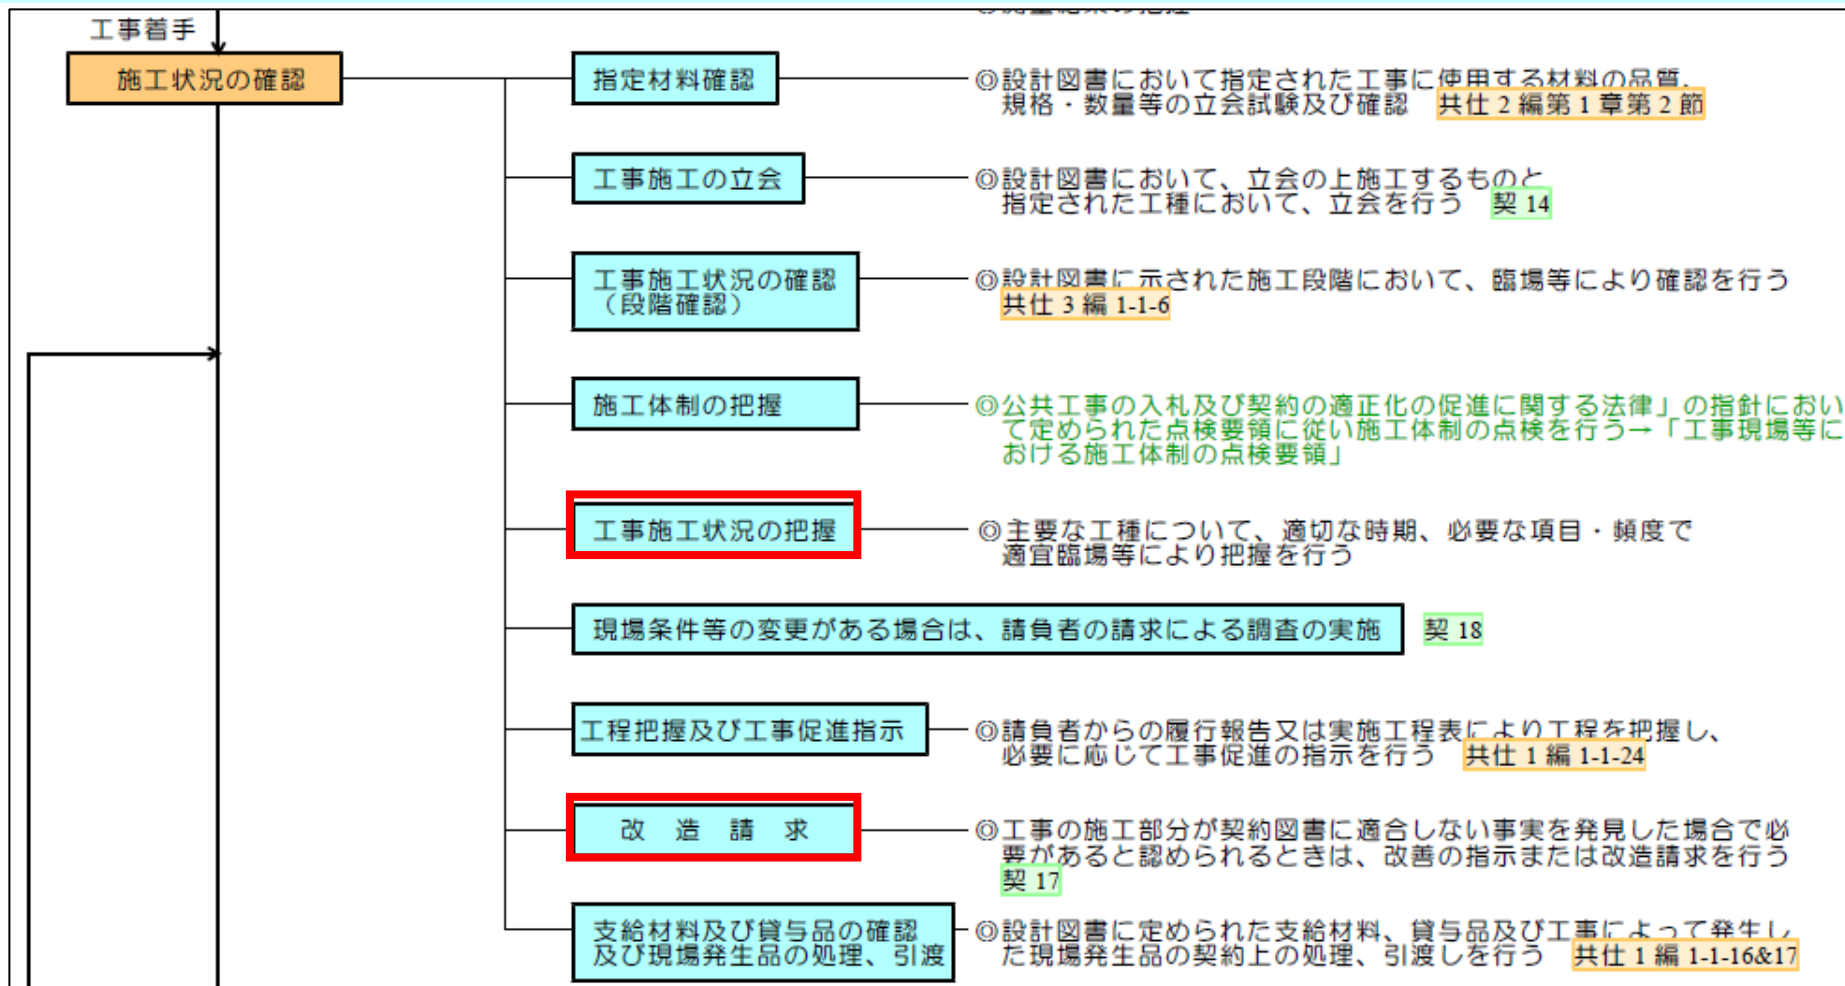 工事着手
施工状況の確認
指定材料確認
◎設計図書において指定された工事に使用する材料の品質、
規格・数量等の立会試験及び確認 共仕 2 編第 1 章第 2 節
工事施工の立会
◎設計図書において、立会の上施工するものと
指定された工種において、立会を行う 契 14
工事施工状況の確認
（段階確認）
◎設計図書に示された施工段階において、臨場等により確認を行う
共仕 3 編 1-1-6
施工体制の把握
◎公共工事の入札及び契約の適正化の促進に関する法律」の指針におい
て定められた点検要領に従い施工体制の点検を行う→「工事現場等に
おける施工体制の点検要領」
工事施工状況の把握
◎主要な工種について、適切な時期、必要な項目・頻度で
適宜臨場等により把握を行う
現場条件等の変更がある場合は、請負者の請求による調査の実施 契 18
工程把握及び工事促進指示
◎請負者からの履行報告又は実施工程表により工程を把握し、
必要に応じて工事促進の指示を行う 共仕 1 編 1-1-24
改 造 請 求
◎工事の施工部分が契約図書に適合しない事実を発見した場合で必
要があると認められるときは、改善の指示または改造請求を行う
契 17
支給材料及び貸与品の確認
及び現場発生品の処理、引渡
◎設計図書に定められた支給材料、貸与品及び工事によって発生し
た現場発生品の契約上の処理、引渡しを行う 共仕 1 編 1-1-16&17